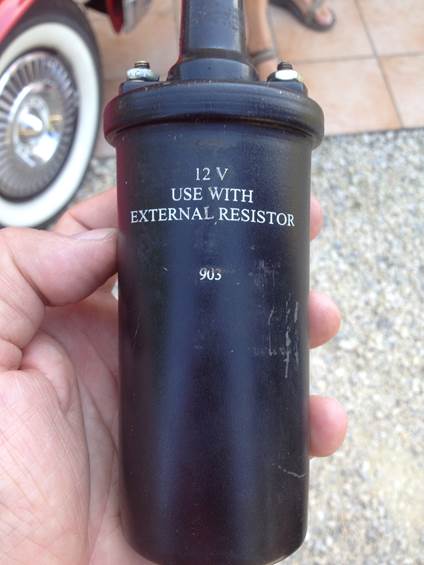 12 V
USE WITH
EXTERNAL RESISTOR
903